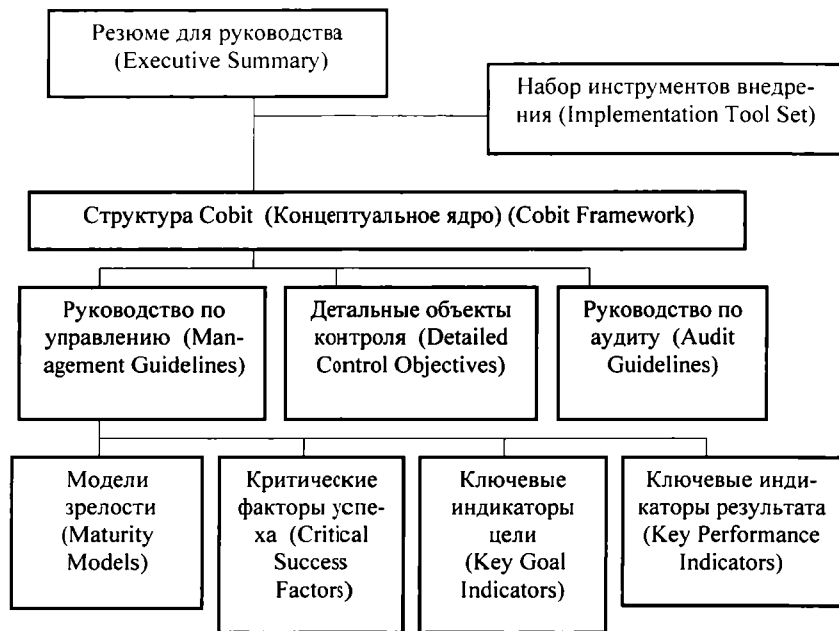 Резюме для руководства
(Executive Summary)
Набор инструментов внедре-
ния (Implementation Tool Set)
Структура Cobit (Концептуальное ядро) (Cobit Framework)
Руководство по
управлению (Man-
agement Guidelines)
Детальные объекты
контроля (Detailed
Control Objectives)
Руководство по
аудиту (Audit
Guidelines)
Модели
зрелости
(Maturity
Models)
Критические
факторы успе-
ха (Critical
Success
Factors)
Ключевые
индикаторы
цели
(Key Goal
Indicators)
Ключевые инди-
каторы результата
(Key Performance
Indicators)